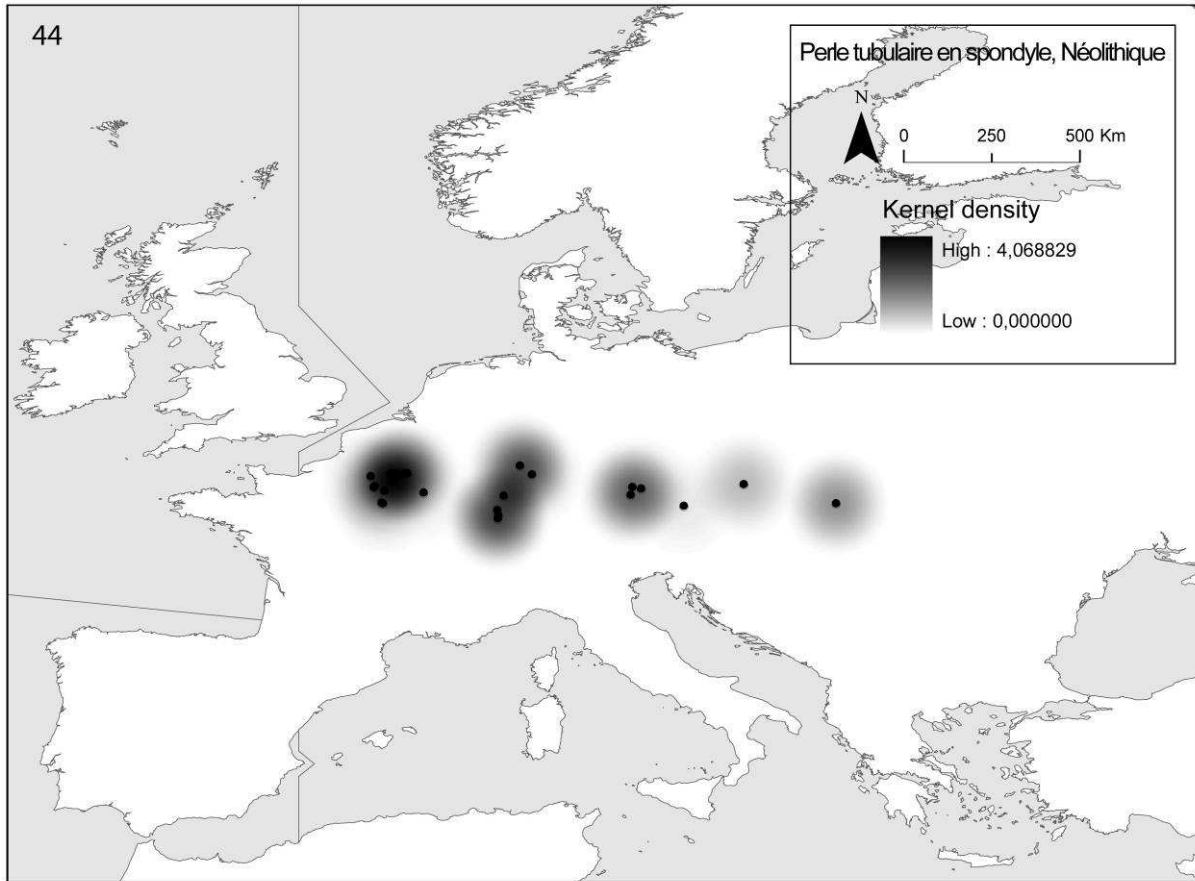 44
Perle tubulaire en spondyle, Néolithique
N
0 250 500 Km
Kernel density
High : 4,068829
Low : 0,000000